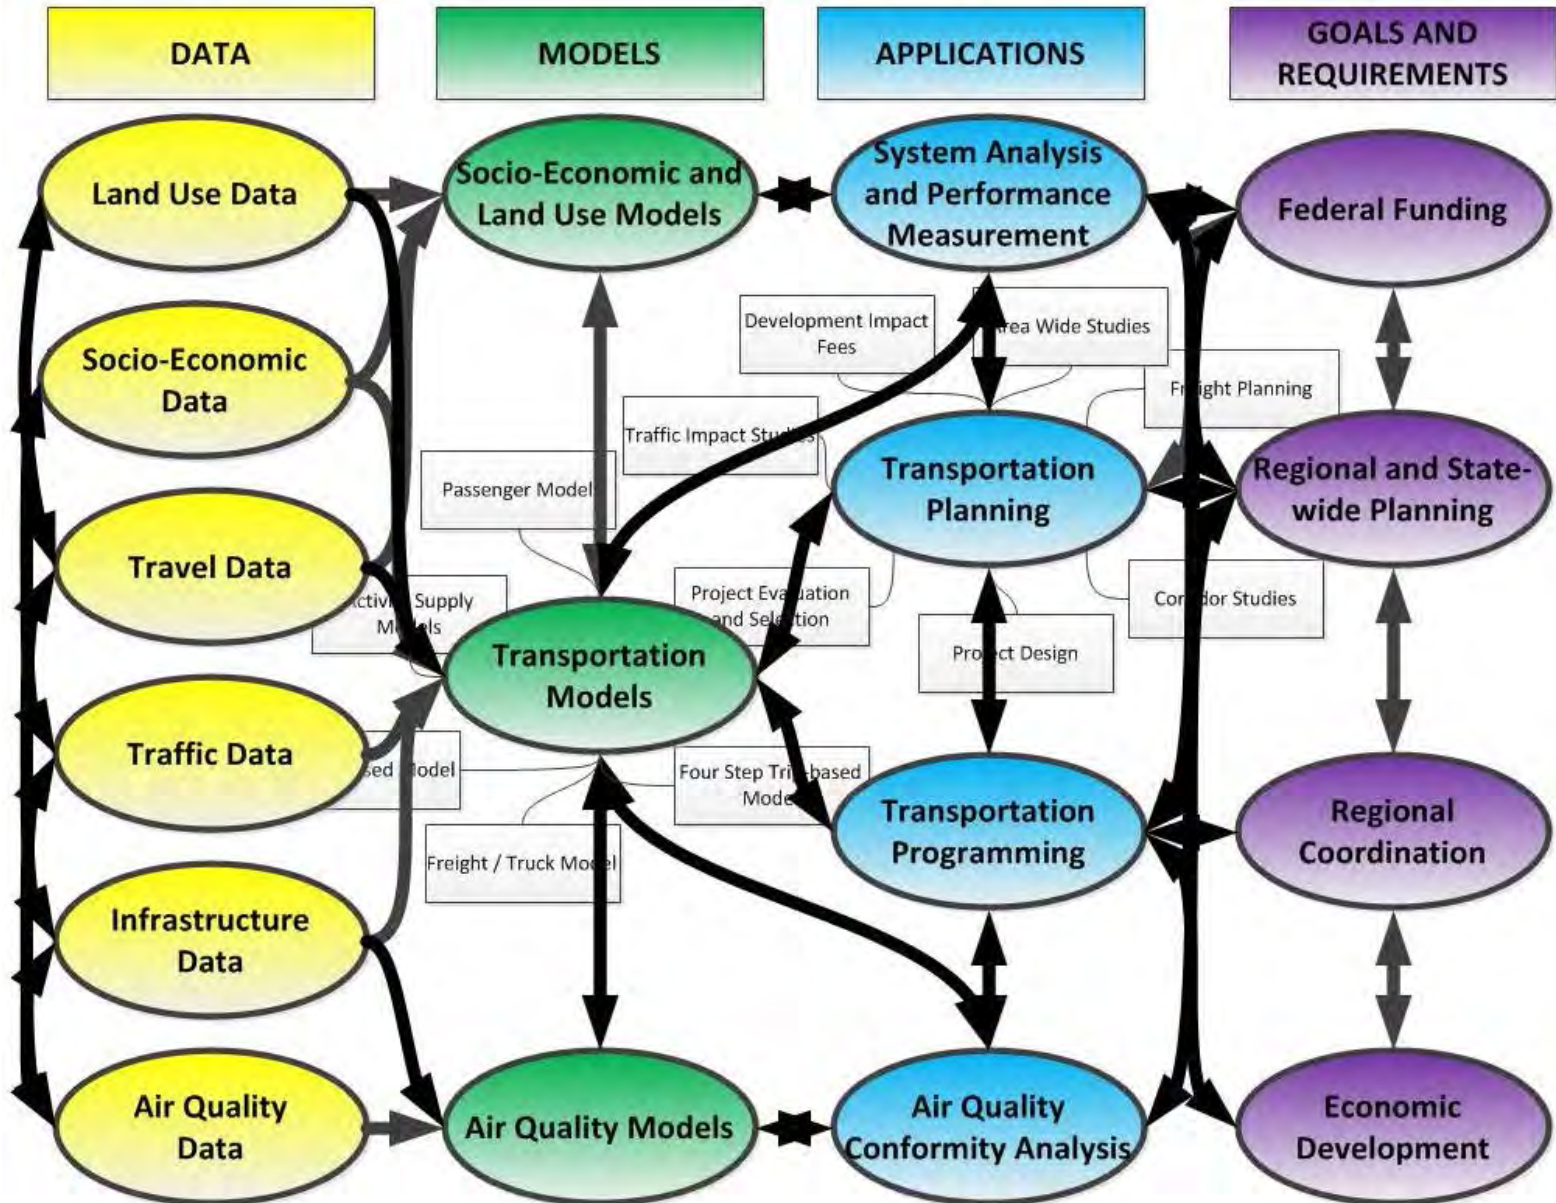 DATA
MODELS
APPLICATIONS
GOALS AND
REQUIREMENTS
Land Use Data
Socio-Economic and
Land Use Models
System Analysis
and Performance
Measurement
Federal Funding
Development Impact
Fees
Area Wide Studies
Socio-Economic
Data
Freight Planning
Traffic Impact Studies
Passenger Model
Transportation
Planning
Regional and State-
wide Planning
Travel Data
Supply
Models
Project Evaluation
and Selection
Corridor Studies
Project Design
Transportation
Models
Traffic Data
Model
Four Step Trip-based
Model
Transportation
Programming
Regional
Coordination
Freight / Truck Model
Infrastructure
Data
Air Quality
Data
Air Quality Models
Air Quality
Conformity Analysis
Economic
Development